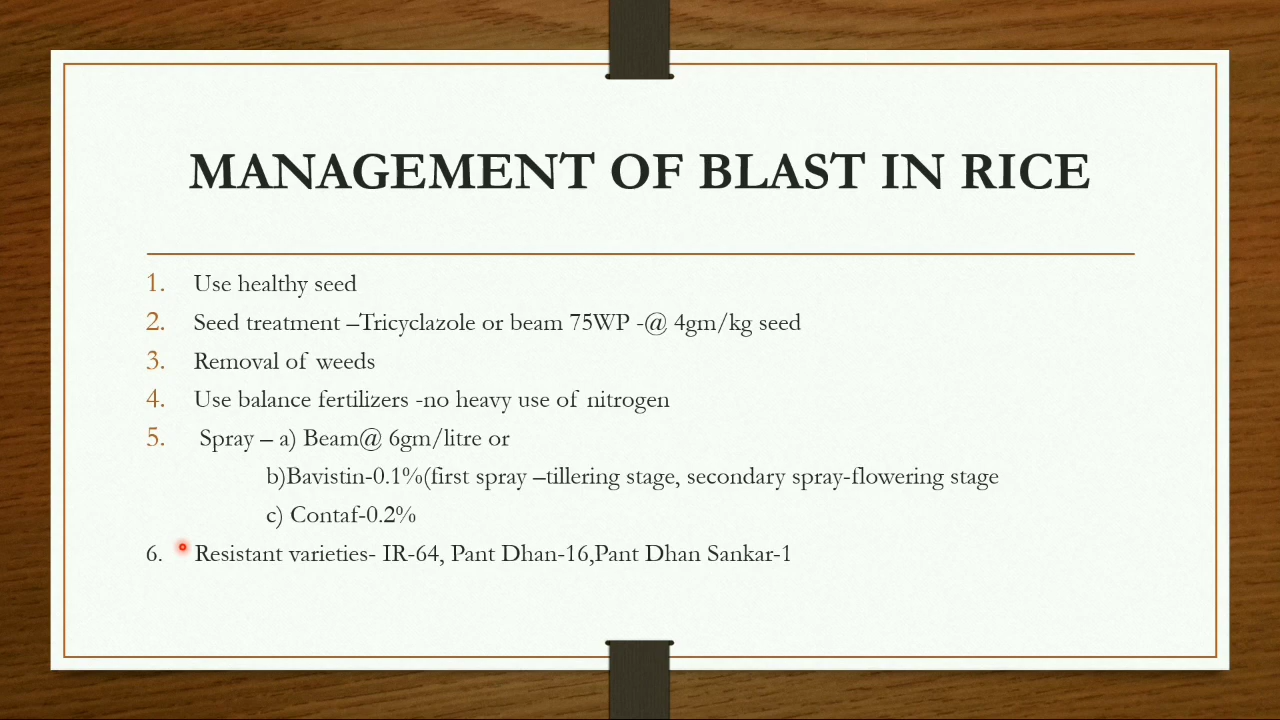 MANAGEMENT OF BLAST IN RICE
1. Use healthy seed
2. Seed treatment –Tricyclazole or beam 75WP -@ 4gm/kg seed
3. Removal of weeds
4. Use balance fertilizers -no heavy use of nitrogen
5. Spray – a) Beam@ 6gm/litre or
b)Bavistin-0.1%(first spray –tillering stage, secondary spray-flowering stage
c) Contaf-0.2%
6. Resistant varieties- IR-64, Pant Dhan-16,Pant Dhan Sankar-1